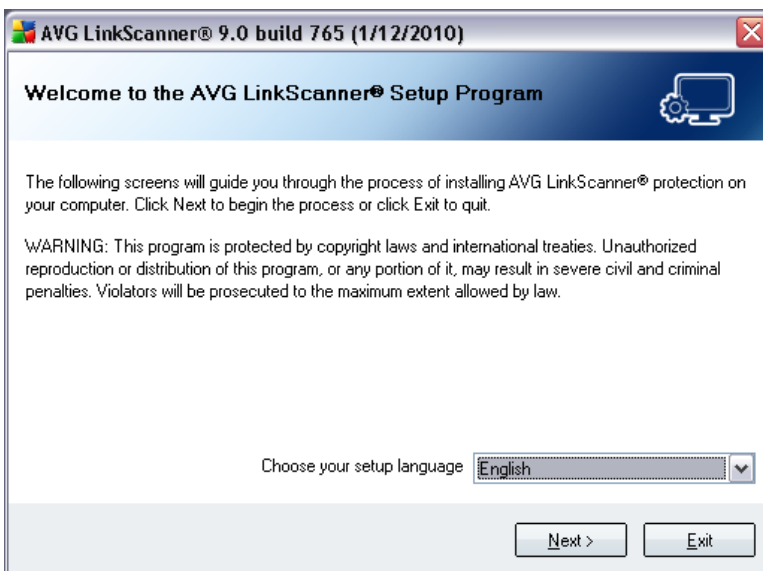 AVG LinkScanner® 9.0 build 765 (1/12/2010)
Welcome to the AVG LinkScanner® Setup Program
The following screens will guide you through the process of installing AVG LinkScanner® protection on
your computer. Click Next to begin the process or click Exit to quit.
WARNING: This program is protected by copyright laws and international treaties. Unauthorized
reproduction or distribution of this program, or any portion of it, may result in severe civil and criminal
penalties. Violators will be prosecuted to the maximum extent allowed by law.
Choose your setup language English
Next > Exit